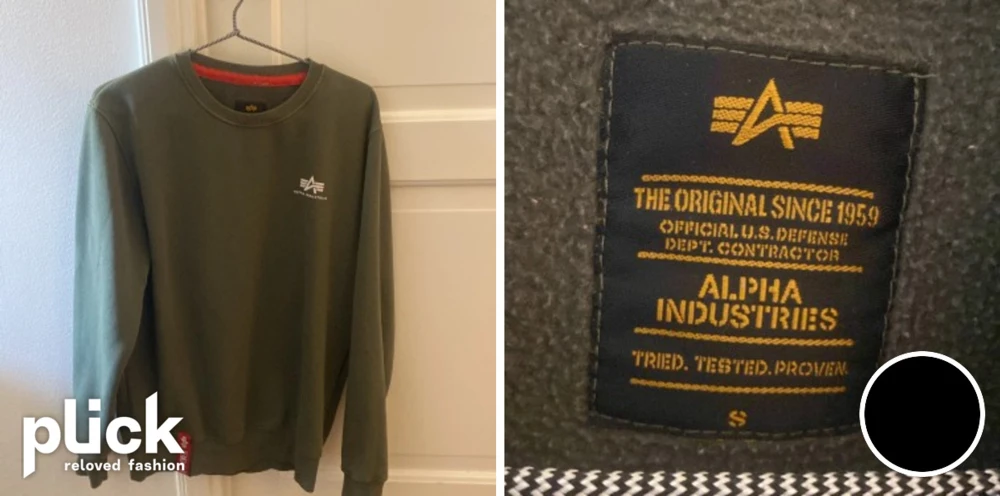 plick
reloved fashion
THE ORIGINAL SINCE 1959
OFFICIAL U.S. DEFENSE
DEPT. CONTRACTOR
ALPHA
INDUSTRIES
TRIED. TESTED. PROVEN.
S